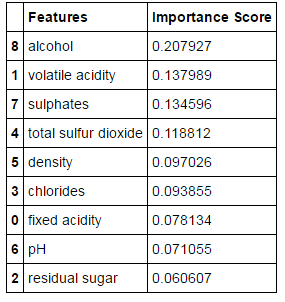 Features Importance Score
8 alcohol 0.207927
1 volatile acidity 0.137989
7 sulphates 0.134596
4 total sulfur dioxide 0.118812
5 density 0.097026
3 chlorides 0.093855
0 fixed acidity 0.078134
6 pH 0.071055
2 residual sugar 0.060607